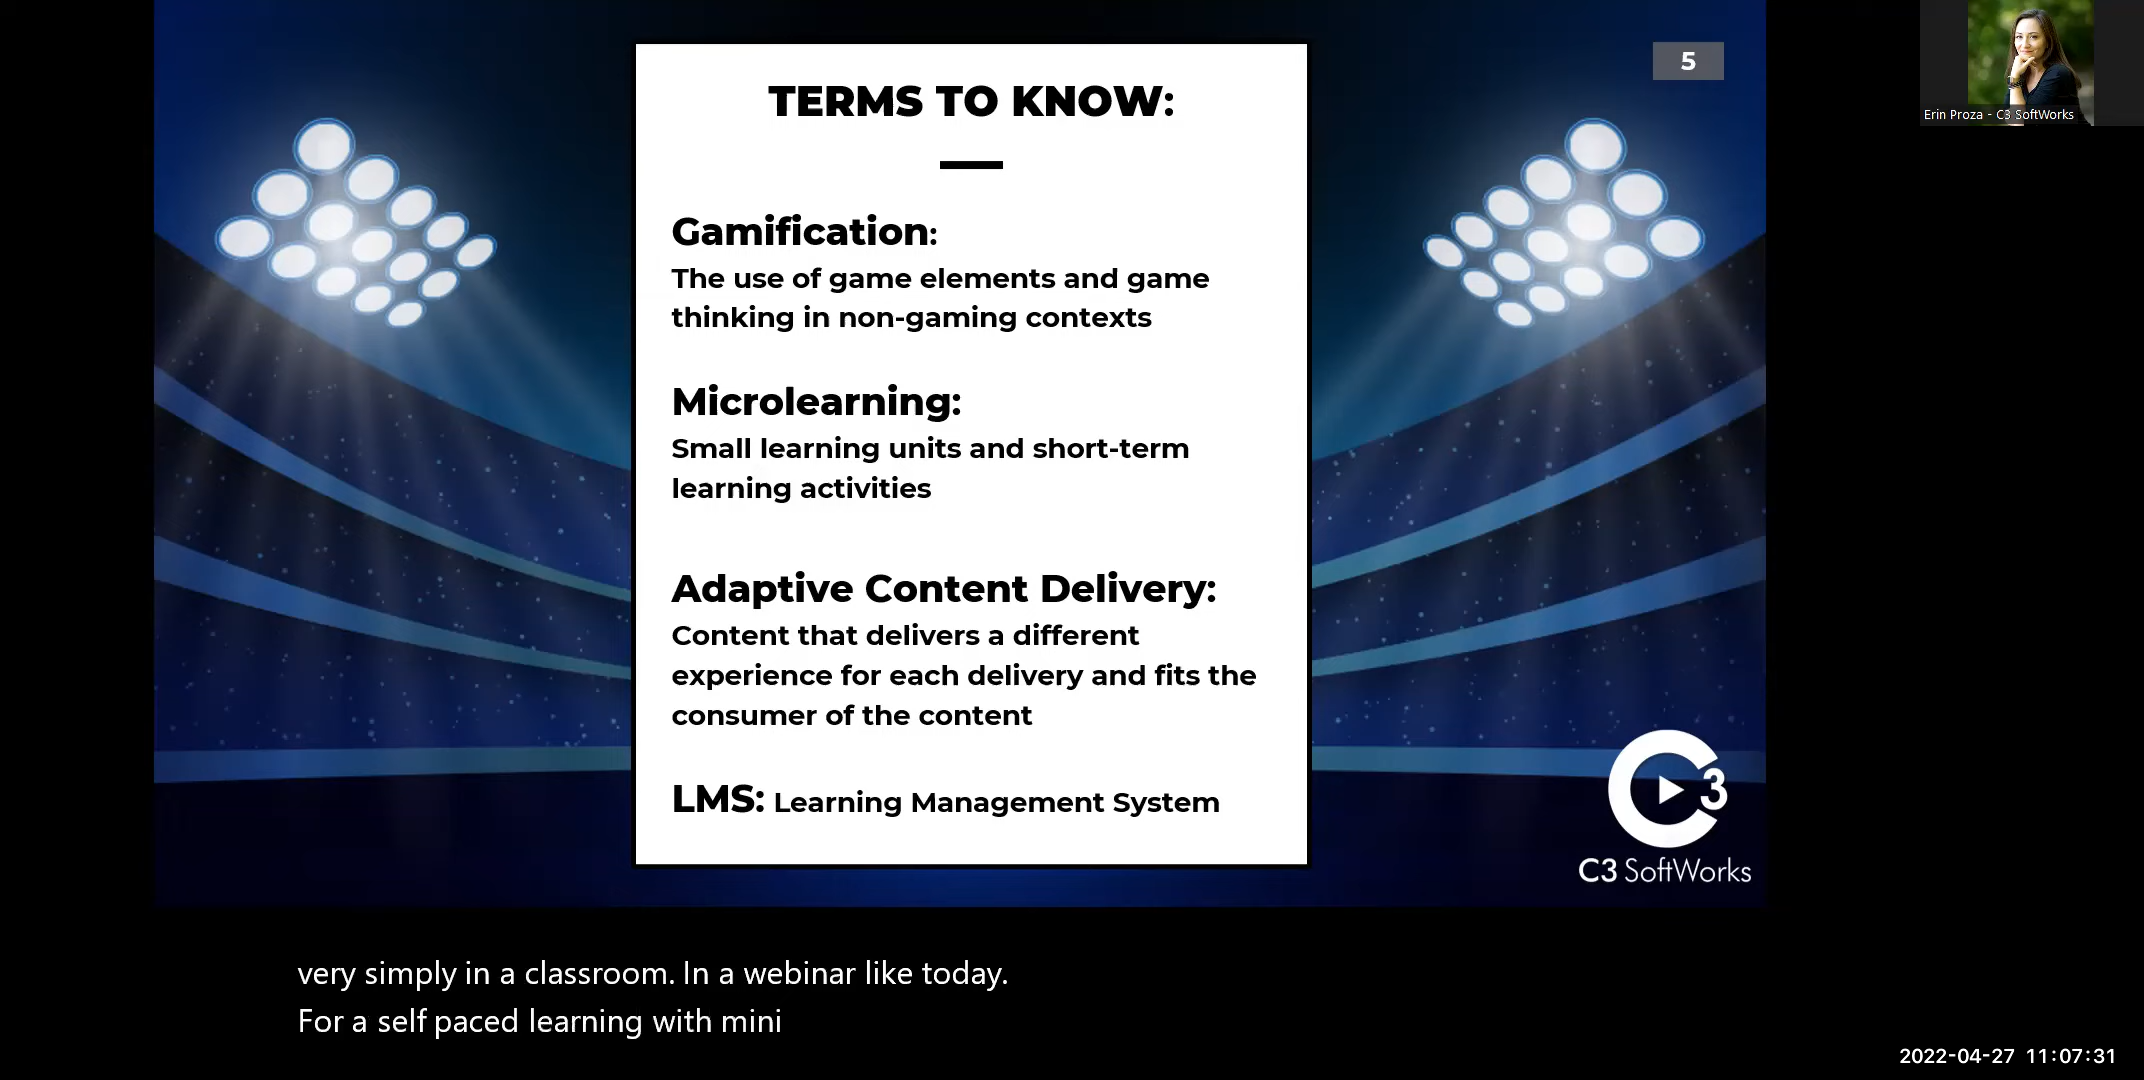 TERMS TO KNOW:
5
Erin Proza - C3 SoftWorks
Gamification:
The use of game elements and game
thinking in non-gaming contexts
Microlearning:
Small learning units and short-term
learning activities
Adaptive Content Delivery:
Content that delivers a different
experience for each delivery and fits the
consumer of the content
LMS: Learning Management System
C3
C3 SoftWorks
very simply in a classroom. In a webinar like today.
For a self paced learning with mini
2022-04-27 11:07:31